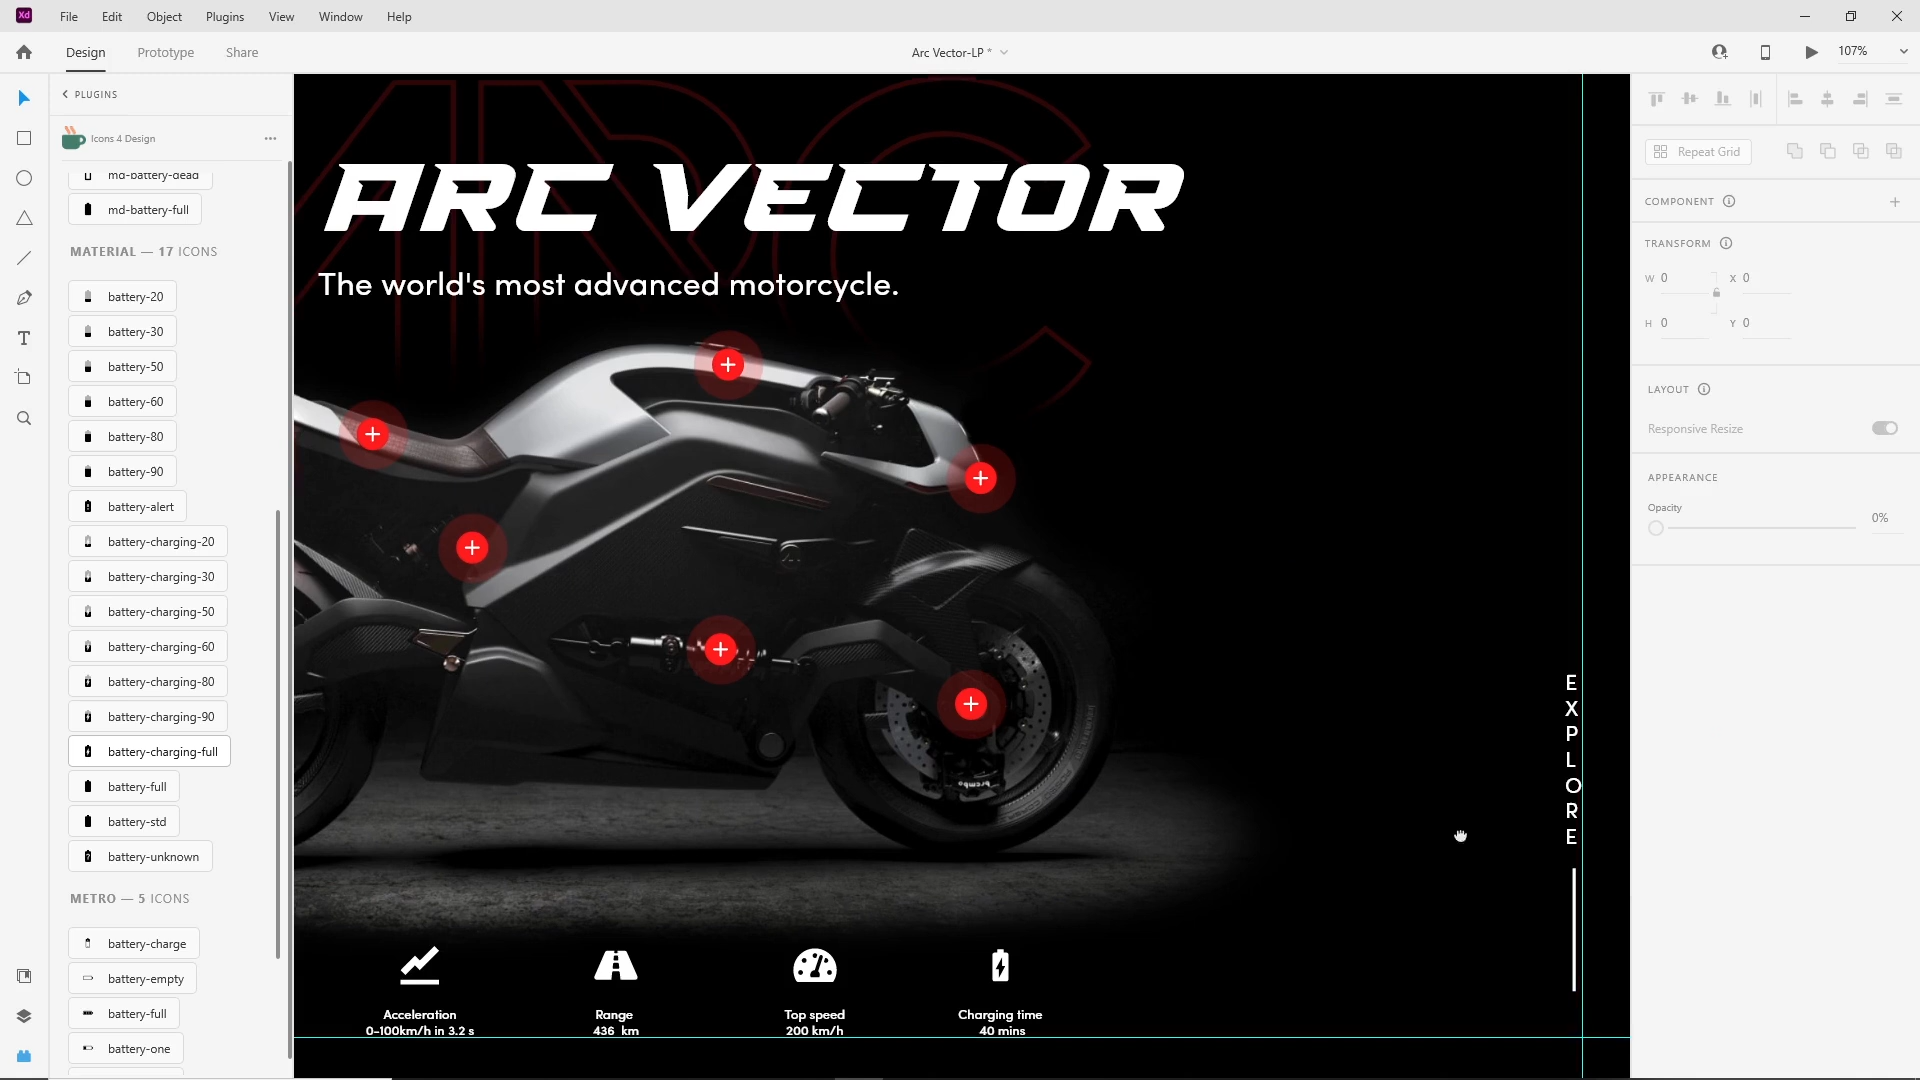 Xd File Edit Object Plugins View Window Help
Design Prototype Share Arc Vector-LP * 107%
PLUGINS
Icons 4 Design
md-battery-dead
md-battery-full
MATERIAL — 17 ICONS
battery-20
battery-30
battery-50
battery-60
battery-80
battery-90
battery-alert
battery-charging-20
battery-charging-30
battery-charging-50
battery-charging-60
battery-charging-80
battery-charging-90
battery-charging-full
battery-full
battery-std
battery-unknown
METRO — 5 ICONS
battery-charge
battery-empty
battery-full
battery-one
ARC
ARC VECTOR
The world's most advanced motorcycle.
brembo
EXPLORE
Acceleration
0-100km/h in 3.2 s
Range
436 km
Top speed
200 km/h
Charging time
40 mins
Repeat Grid
COMPONENT
TRANSFORM
W 0 X 0
H 0 Y 0
LAYOUT
Responsive Resize
APPEARANCE
Opacity
0%